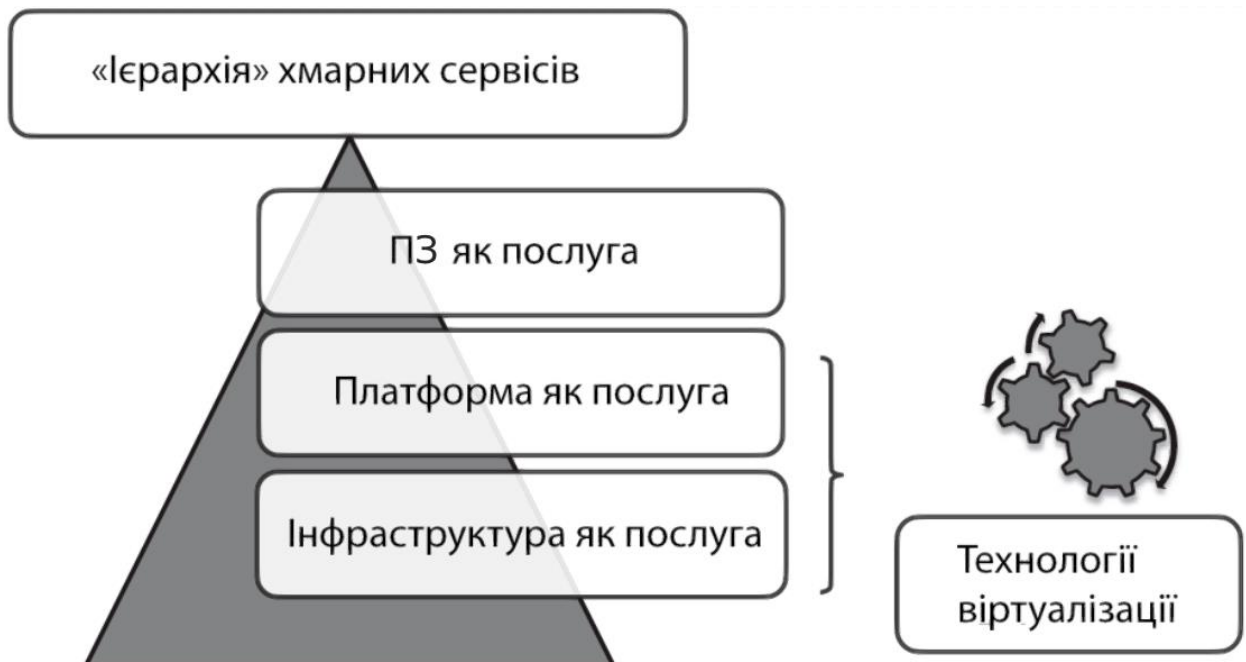 «Ієрархія» хмарних сервісів
ПЗ як послуга
Платформа як послуга
Інфраструктура як послуга
Технології
віртуалізації